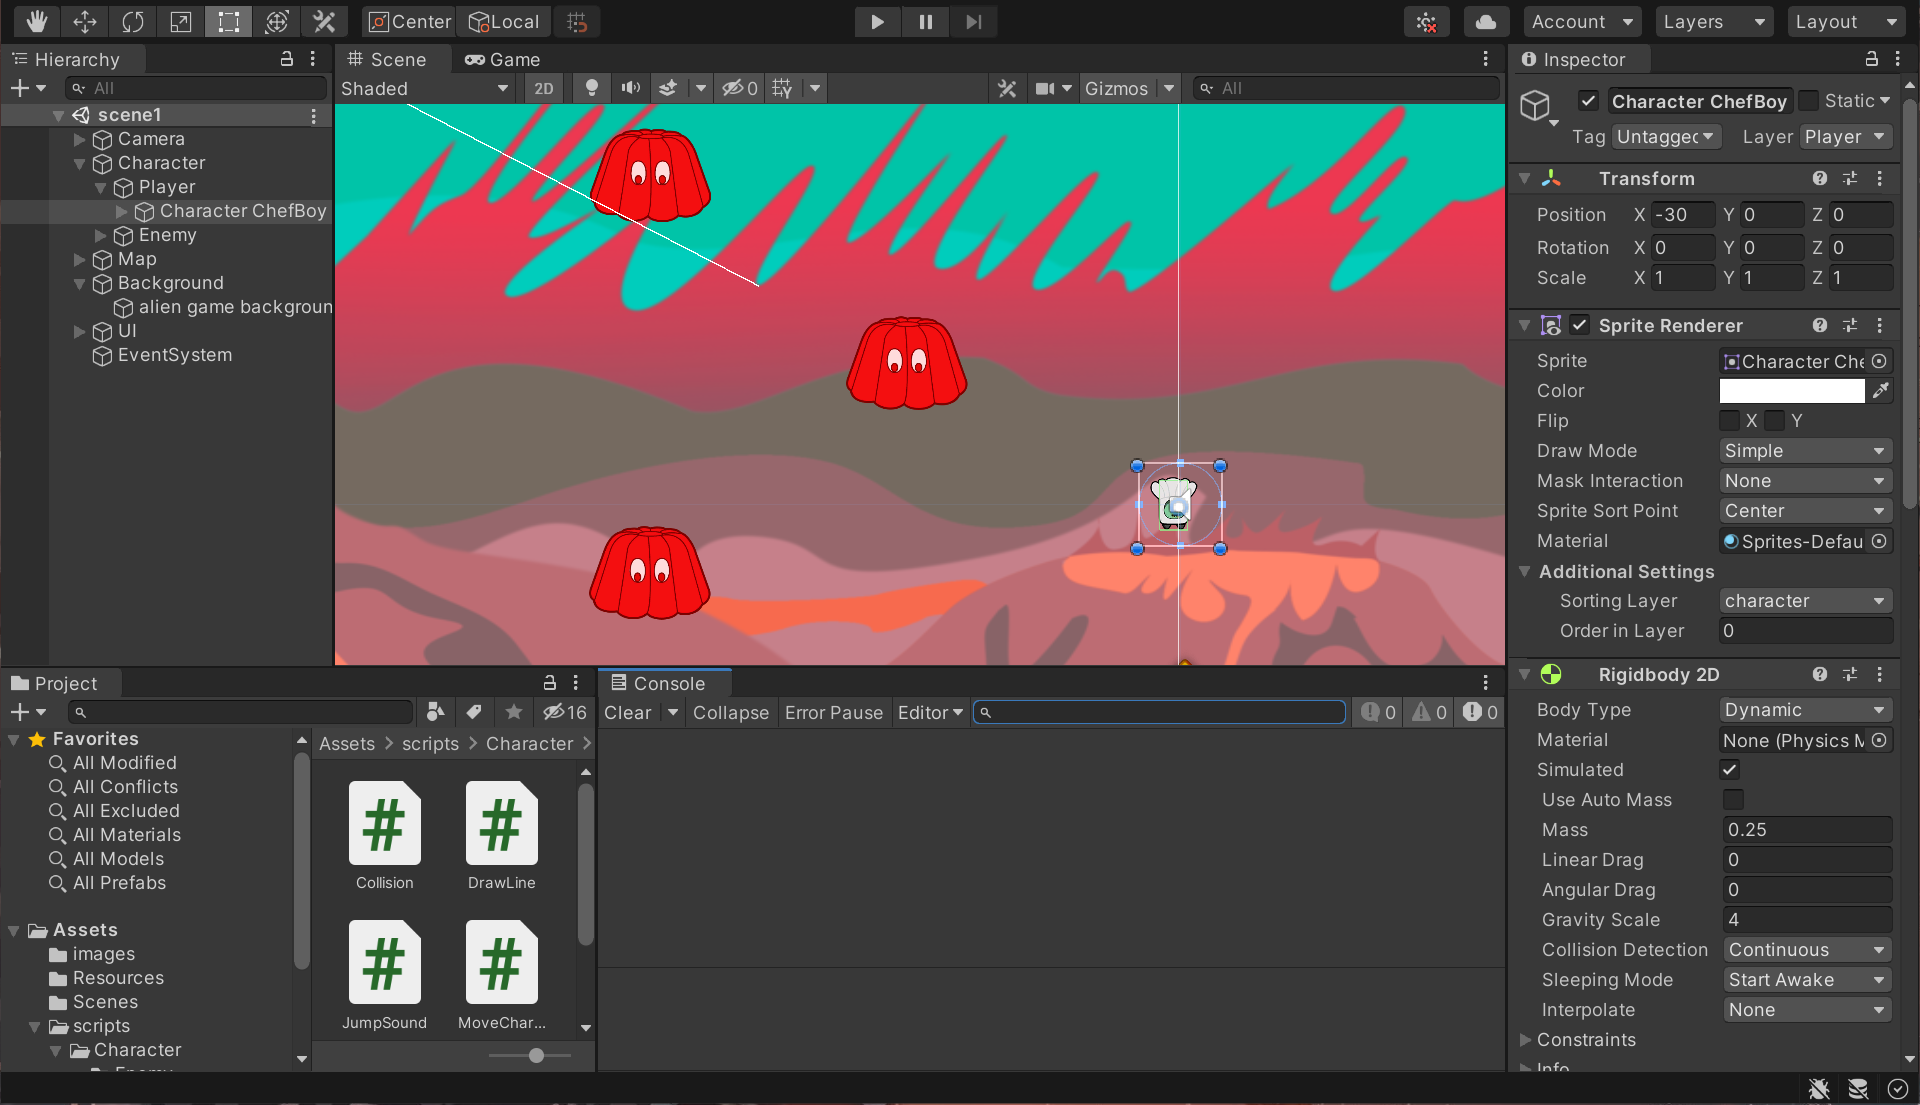 Center
Local
Account
Layers
Layout
Hierarchy
All
scene1
Camera
Character
Player
Character ChefBoy
Enemy
Map
Background
alien game backgroun
UI
EventSystem
Scene
Game
Shaded
2D
0
Gizmos
All
Inspector
Character ChefBoy
Static
Tag
Untaggec
Layer
Player
Transform
Position X -30 Y 0 Z 0
Rotation X 0 Y 0 Z 0
Scale X 1 Y 1 Z 1
Sprite Renderer
Sprite Character Che
Color
Flip X Y
Draw Mode Simple
Mask Interaction None
Sprite Sort Point Center
Material Sprites-Defau
Additional Settings
Sorting Layer character
Order in Layer 0
Rigidbody 2D
Body Type Dynamic
Material None (Physics M
Simulated
Use Auto Mass
Mass 0.25
Linear Drag 0
Angular Drag 0
Gravity Scale 4
Collision Detection Continuous
Sleeping Mode Start Awake
Interpolate None
Constraints
Info
Project
16
Favorites
All Modified
All Conflicts
All Excluded
All Materials
All Models
All Prefabs
Assets
images
Resources
Scenes
scripts
Character
Assets > scripts > Character >
Collision
DrawLine
JumpSound
MoveChar...
Console
Clear
Collapse
Error Pause
Editor
0
0
0